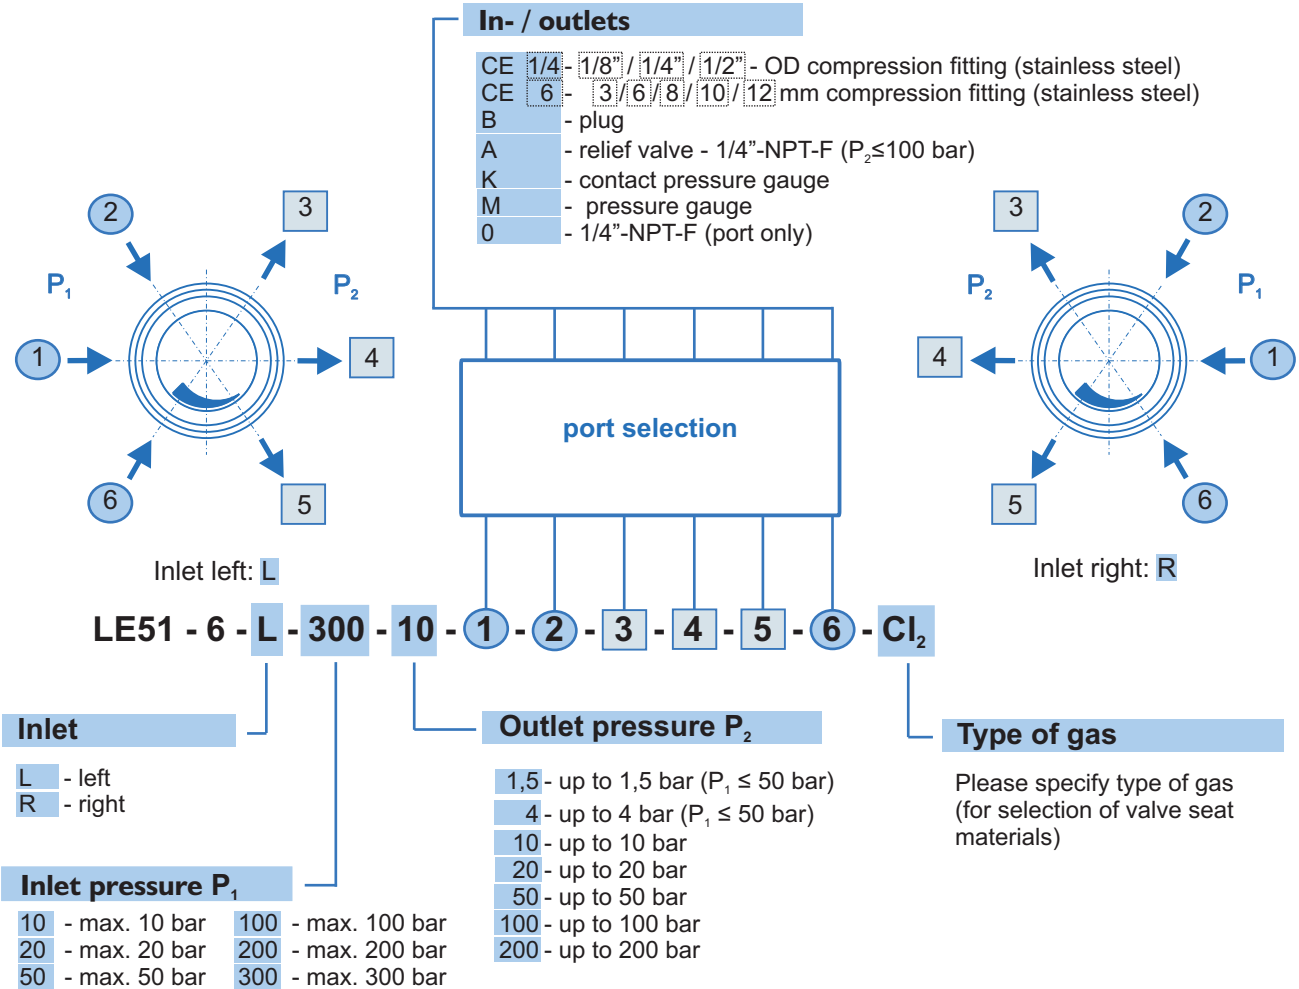 In- / outlets
CE 1/4 - 1/8” / 1/4” / 1/2” - OD compression fitting (stainless steel)
CE 6 - 3 / 6 / 8 / 10 / 12 mm compression fitting (stainless steel)
B - plug
A - relief valve - 1/4”-NPT-F (P₂≤100 bar)
K - contact pressure gauge
M - pressure gauge
0 - 1/4”-NPT-F (port only)
2
3
P₁
P₂
1
4
6
5
Inlet left: L
3
2
P₂
P₁
4
1
5
6
Inlet right: R
port selection
LE51 - 6 - L - 300 - 10 - 1 - 2 - 3 - 4 - 5 - 6 - Cl₂
Inlet
L - left
R - right
Inlet pressure P₁
10 - max. 10 bar 100 - max. 100 bar
20 - max. 20 bar 200 - max. 200 bar
50 - max. 50 bar 300 - max. 300 bar
Outlet pressure P₂
1,5 - up to 1,5 bar (P₁ ≤ 50 bar)
4 - up to 4 bar (P₁ ≤ 50 bar)
10 - up to 10 bar
20 - up to 20 bar
50 - up to 50 bar
100 - up to 100 bar
200 - up to 200 bar
Type of gas
Please specify type of gas
(for selection of valve seat
materials)